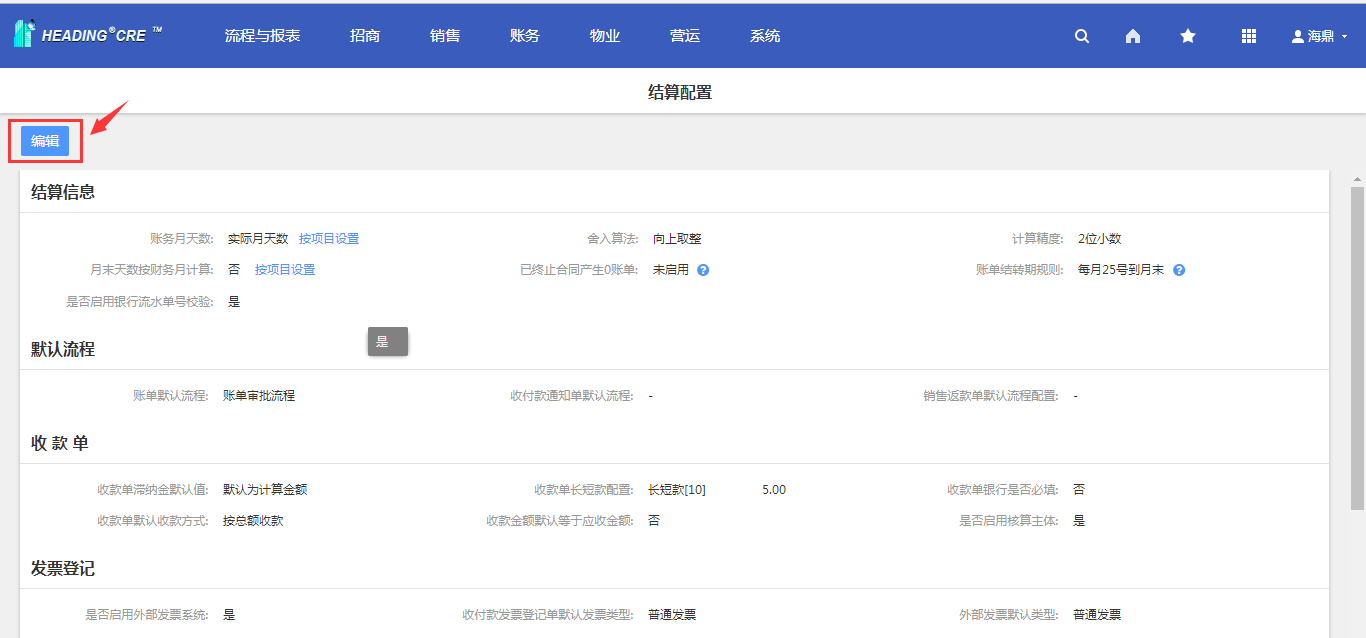 HEADING®CRE ™ 流程与报表 招商 销售 账务 物业 营运 系统 海鼎
结算配置
编辑
结算信息
账务月天数: 实际月天数 按项目设置 舍入算法: 向上取整 计算精度: 2位小数
月末天数按财务月计算: 否 按项目设置 已终止合同产生0账单: 未启用 ? 账单结转期规则: 每月25号到月末 ?
是否启用银行流水单号校验: 是
是
默认流程
账单默认流程: 账单审批流程 收付款通知单默认流程: - 销售返款单默认流程配置: -
收 款 单
收款单滞纳金默认值: 默认为计算金额 收款单长短款配置: 长短款[10] 5.00 收款单银行是否必填: 否
收款单默认收款方式: 按总额收款 收款金额默认等于应收金额: 否 是否启用核算主体: 是
发票登记
是否启用外部发票系统: 是 收付款发票登记单默认发票类型: 普通发票 外部发票默认类型: 普通发票